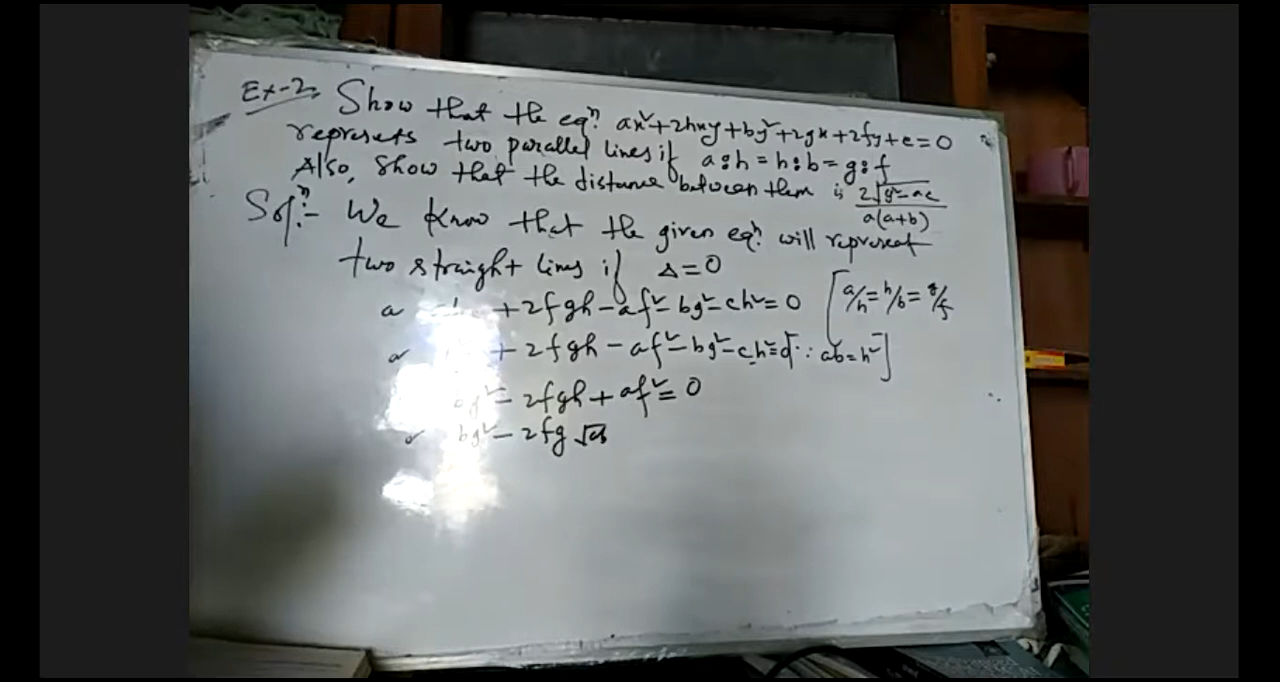 Ex-2. Show that the eqⁿ. ax²+2hxy+by²+2gx+2fy+c=0
represets two parallel lines if a:h = h:b = g:f
Also, Show that the distance between them is 2√(g²-ac) / a(a+b)
Solⁿ:- We know that the given eqⁿ. will represent
two straight lines if Δ=0
+2fgh-af²-bg²-ch²=0 [a/h=h/b=g/f
+ 2fgh - af²-bg²-ch²=0 ∵ ab=h²]
bg² - 2fgh + af² = 0
bg² - 2fg √ab